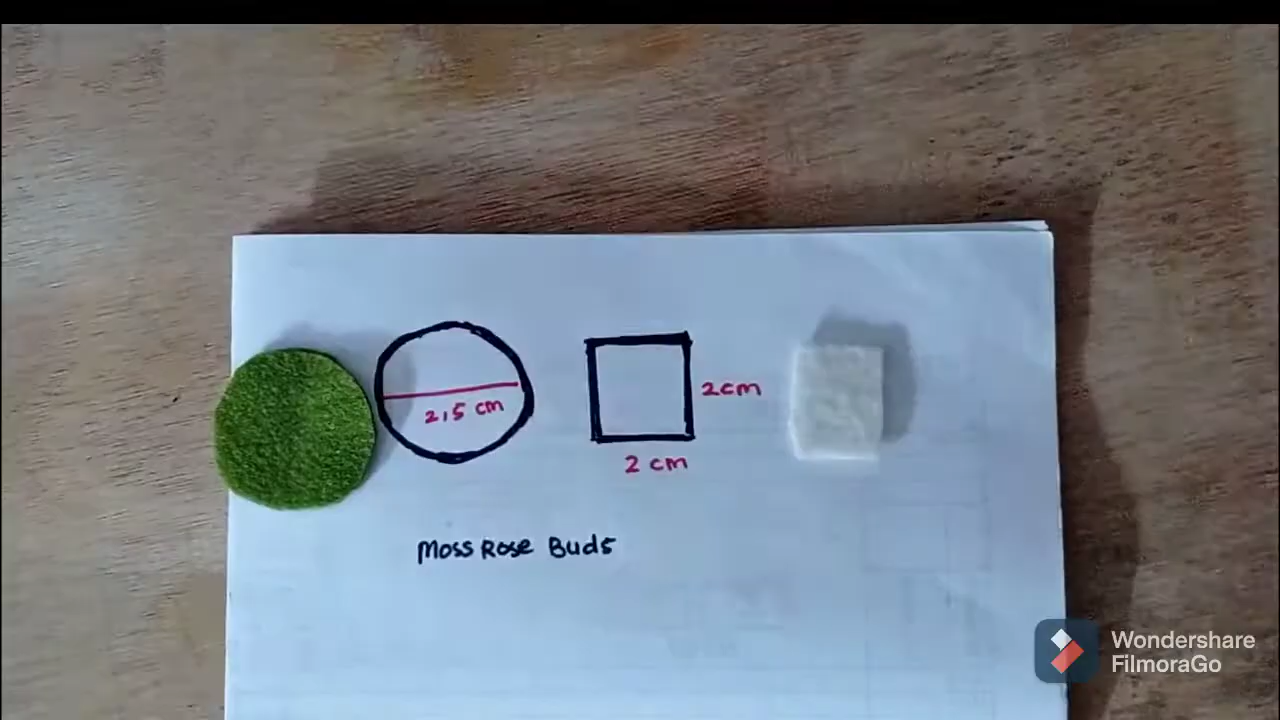 2,5 cm
2cm
2 cm
Moss Rose Buds
Wondershare
FilmoraGo